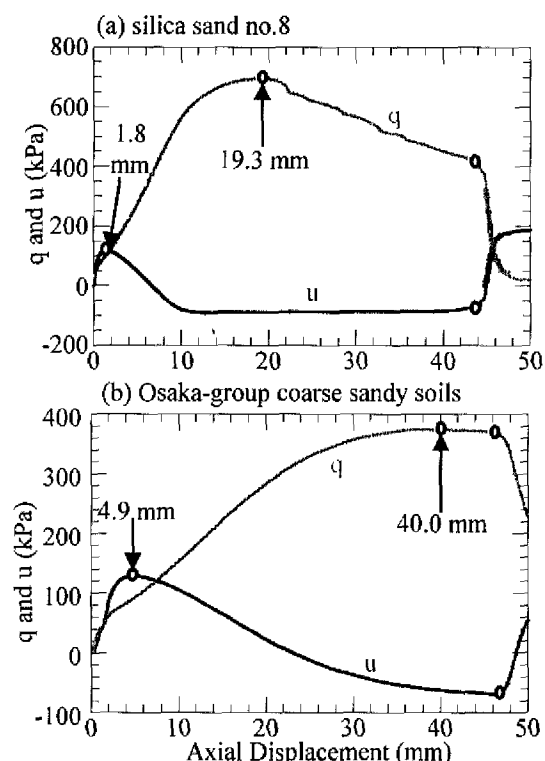 (a) silica sand no.8
800
600
400
200
0
-200
q and u (kPa)
1.8
mm
19.3 mm
q
u
0 10 20 30 40 50
(b) Osaka-group coarse sandy soils
400
300
200
100
0
-100
q and u (kPa)
4.9 mm
40.0 mm
q
u
0 10 20 30 40 50
Axial Displacement (mm)